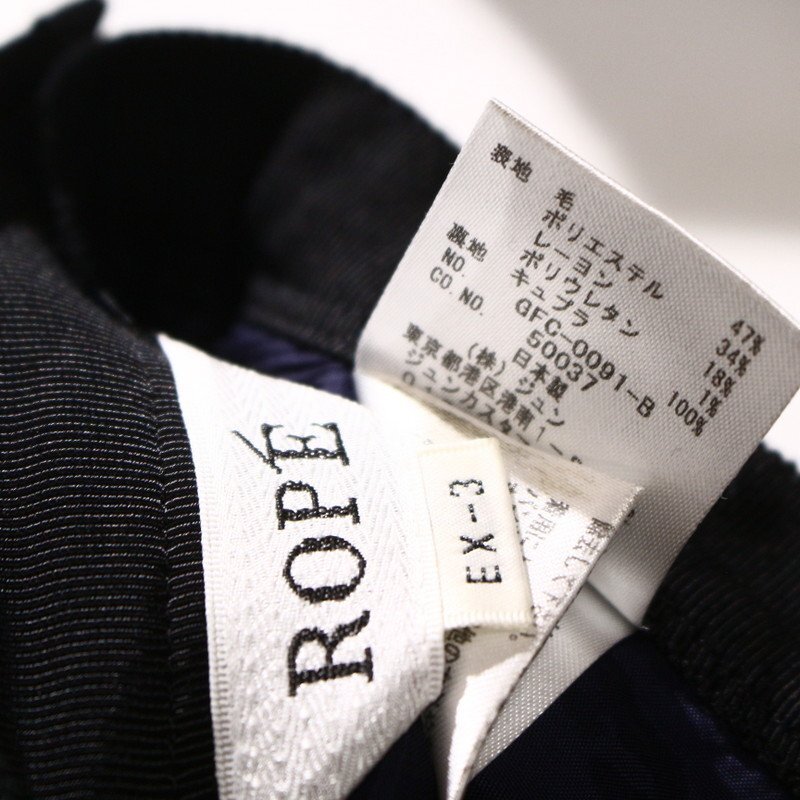 表地 毛 47%
ポリエステル 34%
レーヨン 18%
ポリウレタン 1%
裏地 キュプラ 100%
NO. GFC-0091-B
CO.NO. 50037
日本製
(株)ジュン
東京都港区港南1-
ジュンカスター
ROPÉ
EX-3